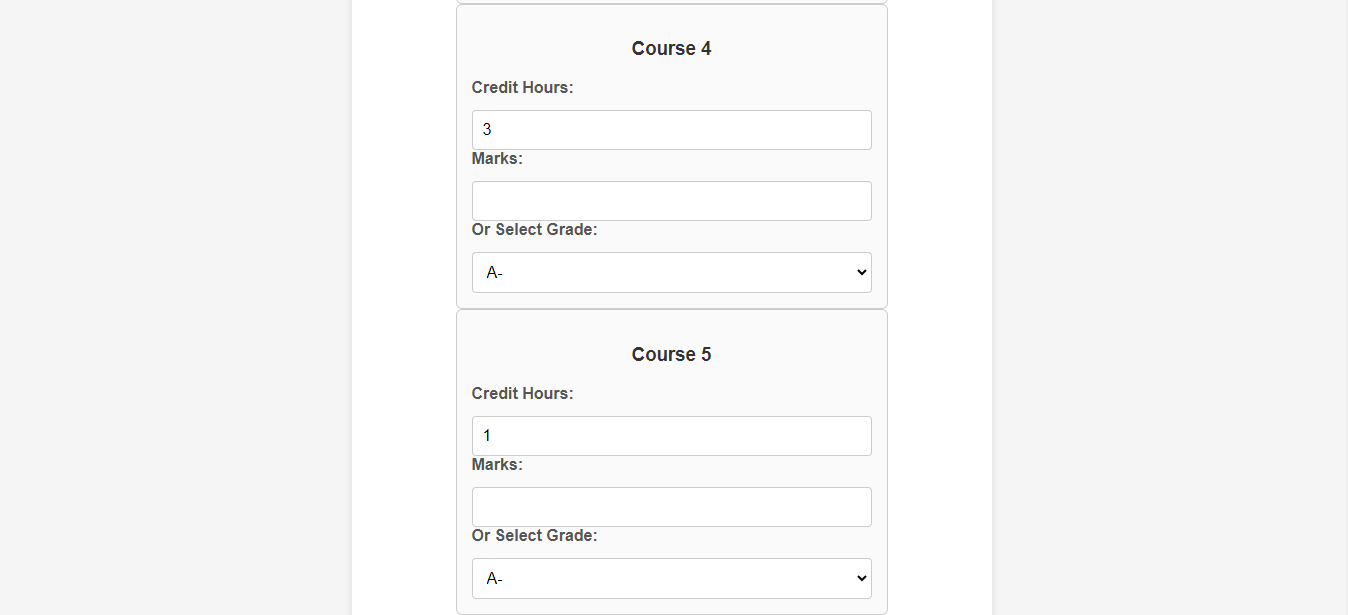 Course 4
Credit Hours:
3
Marks:
Or Select Grade:
A-
Course 5
Credit Hours:
1
Marks:
Or Select Grade:
A-